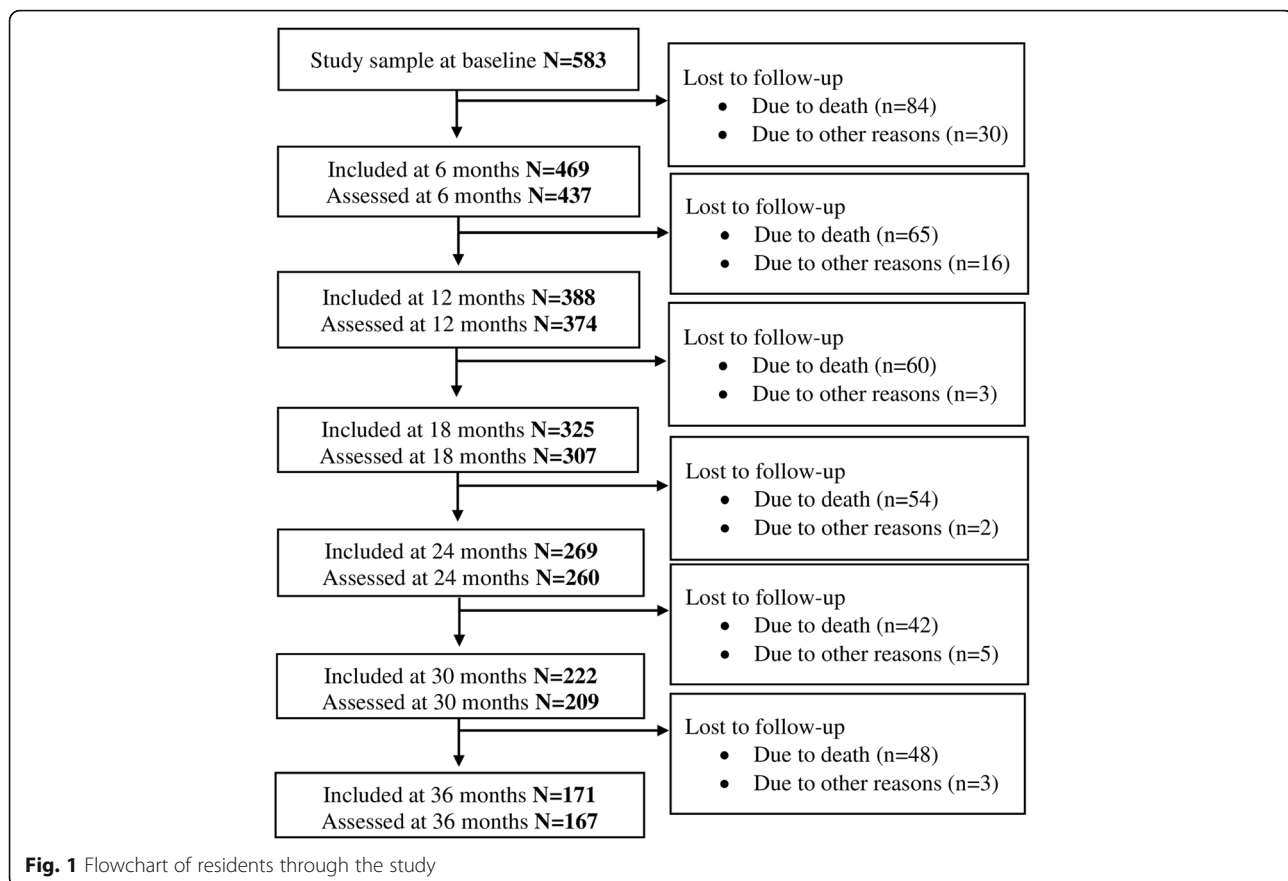 Study sample at baseline N=583
Lost to follow-up
• Due to death (n=84)
• Due to other reasons (n=30)
Included at 6 months N=469
Assessed at 6 months N=437
Lost to follow-up
• Due to death (n=65)
• Due to other reasons (n=16)
Included at 12 months N=388
Assessed at 12 months N=374
Lost to follow-up
• Due to death (n=60)
• Due to other reasons (n=3)
Included at 18 months N=325
Assessed at 18 months N=307
Lost to follow-up
• Due to death (n=54)
• Due to other reasons (n=2)
Included at 24 months N=269
Assessed at 24 months N=260
Lost to follow-up
• Due to death (n=42)
• Due to other reasons (n=5)
Included at 30 months N=222
Assessed at 30 months N=209
Lost to follow-up
• Due to death (n=48)
• Due to other reasons (n=3)
Included at 36 months N=171
Assessed at 36 months N=167
Fig. 1 Flowchart of residents through the study